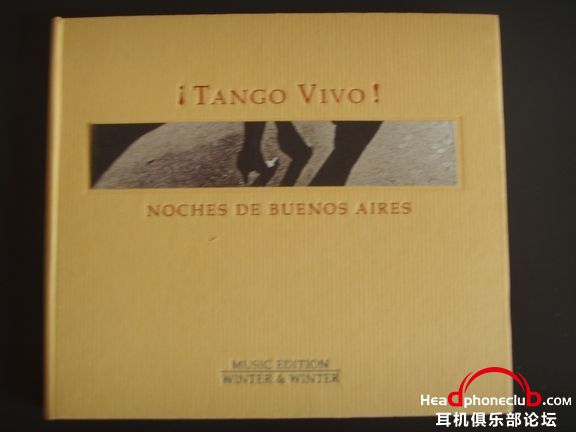 ¡TANGO VIVO!
NOCHES DE BUENOS AIRES
MUSIC EDITION
WINTER & WINTER
Headphoneclub.com
耳机俱乐部论坛